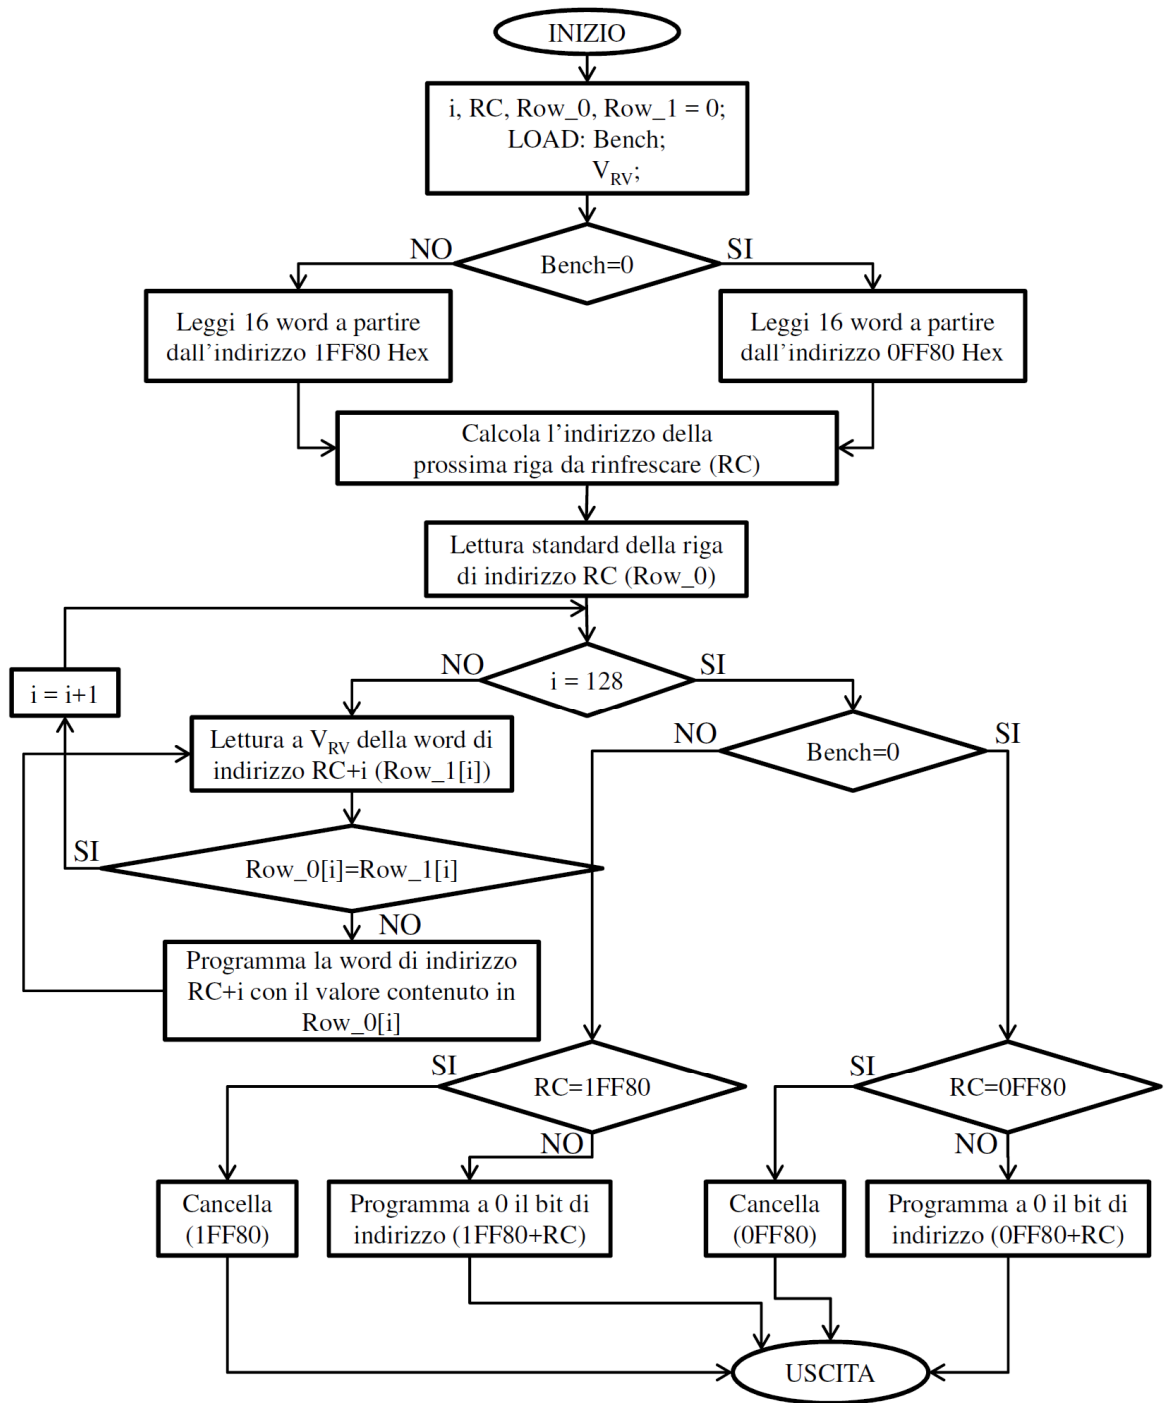 INIZIO
i, RC, Row_0, Row_1 = 0;
LOAD: Bench;
V_RV;
NO
SI
Bench=0
Leggi 16 word a partire
dall'indirizzo 1FF80 Hex
Leggi 16 word a partire
dall'indirizzo 0FF80 Hex
Calcola l'indirizzo della
prossima riga da rinfrescare (RC)
Lettura standard della riga
di indirizzo RC (Row_0)
NO
SI
i = 128
i = i+1
Lettura a V_RV della word di
indirizzo RC+i (Row_1[i])
NO
SI
Bench=0
SI
Row_0[i]=Row_1[i]
NO
Programma la word di indirizzo
RC+i con il valore contenuto in
Row_0[i]
SI
RC=1FF80
NO
SI
RC=0FF80
NO
Cancella
(1FF80)
Programma a 0 il bit di
indirizzo (1FF80+RC)
Cancella
(0FF80)
Programma a 0 il bit di
indirizzo (0FF80+RC)
USCITA